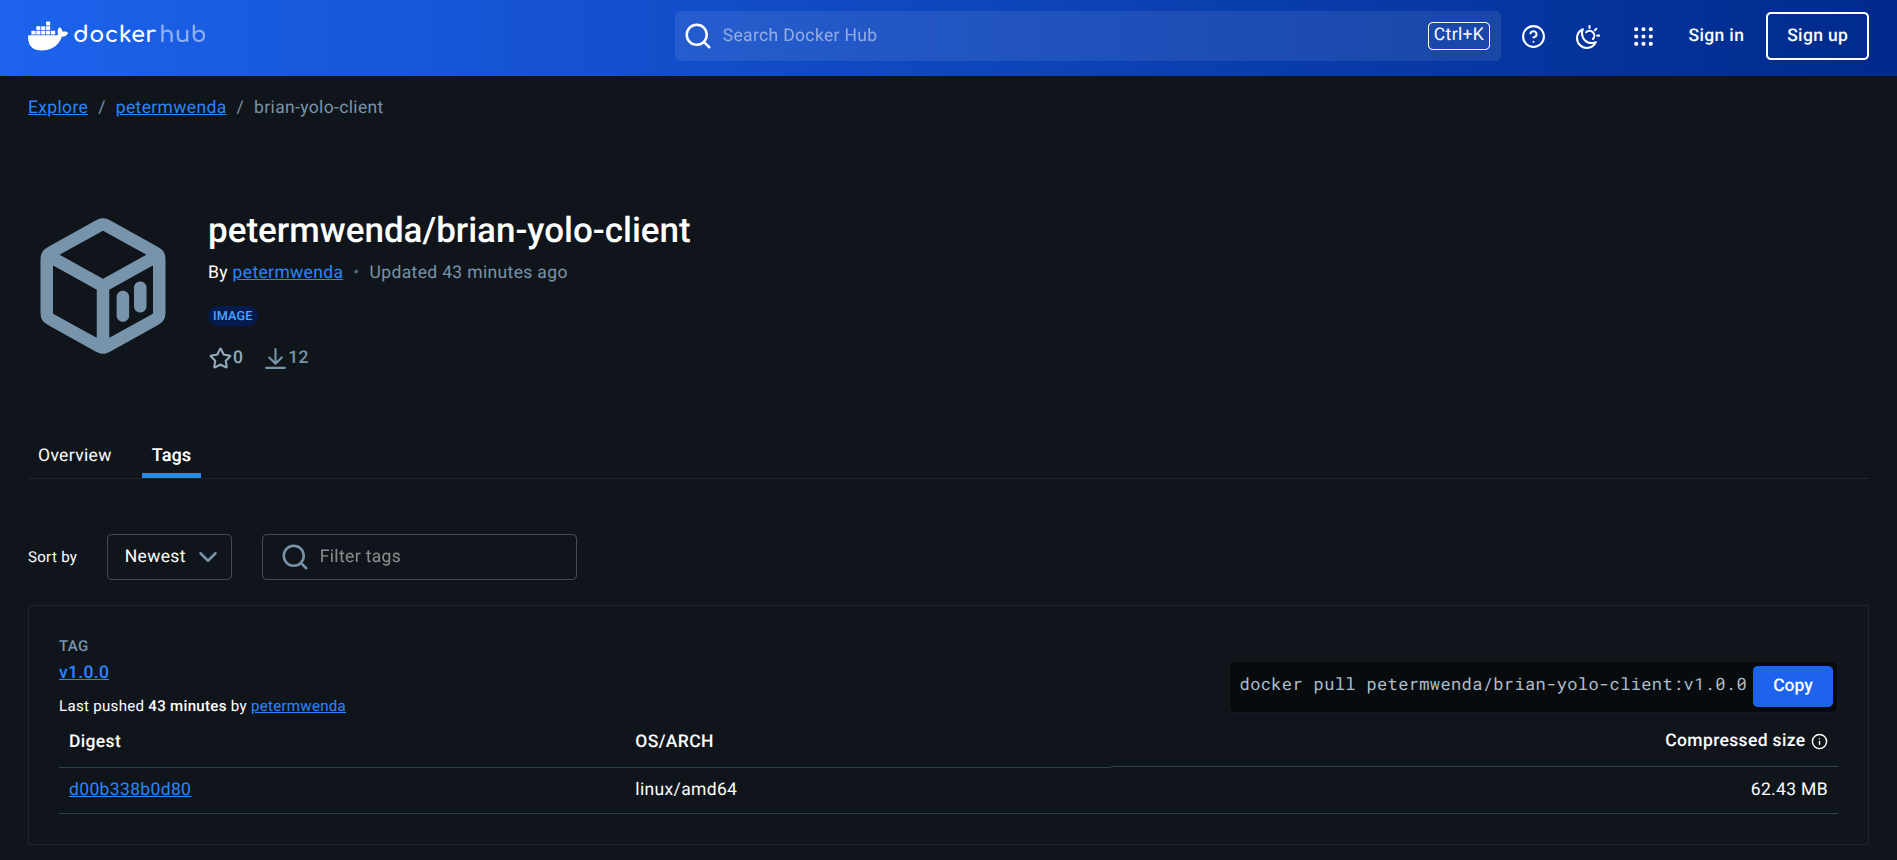 dockerhub
Search Docker Hub
Ctrl+K
Sign in
Sign up
Explore / petermwenda / brian-yolo-client
petermwenda/brian-yolo-client
By petermwenda • Updated 43 minutes ago
IMAGE
0
12
Overview
Tags
Sort by
Newest
Filter tags
TAG
v1.0.0
Last pushed 43 minutes by petermwenda
docker pull petermwenda/brian-yolo-client:v1.0.0
Copy
Digest
OS/ARCH
Compressed size
d00b338b0d80
linux/amd64
62.43 MB